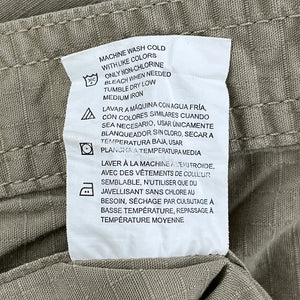 MACHINE WASH COLD
WITH LIKE COLORS
ONLY NON-CHLORINE
BLEACH WHEN NEEDED
TUMBLE DRY LOW
MEDIUM IRON
LAVAR A MÁQUINA CON AGUA FRÍA,
CON COLORES SIMILARES CUANDO
SEA NECESARIO, USAR ÚNICAMENTE
BLANQUEADOR SIN CLORO, SECAR A
TEMPERATURA BAJA, USAR
PLANCHA A TEMPERATURA MEDIA
LAVER À LA MACHINE À EAU FROIDE,
AVEC DES VÊTEMENTS DE COULEUR
SEMBLABLE, N'UTILISER QUE DU
JAVELLISANT SANS CHLORE AU
BESOIN, SÉCHAGE PAR CULBUTAGE À
BASSE TEMPÉRATURE, REPASSAGE À
TEMPÉRATURE MOYENNE